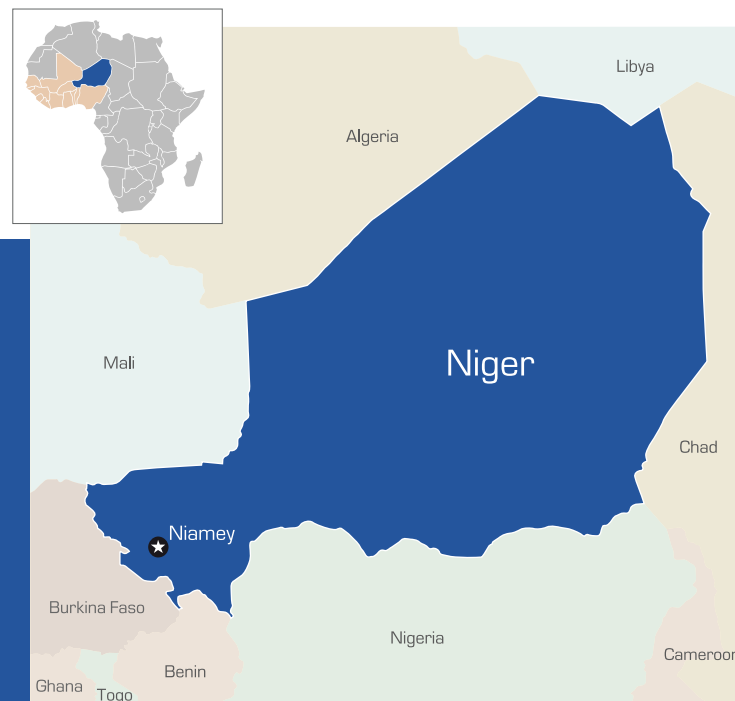 Libya
Algeria
Mali
Niger
Chad
Niamey
Burkina Faso
Nigeria
Cameroon
Benin
Ghana
Togo